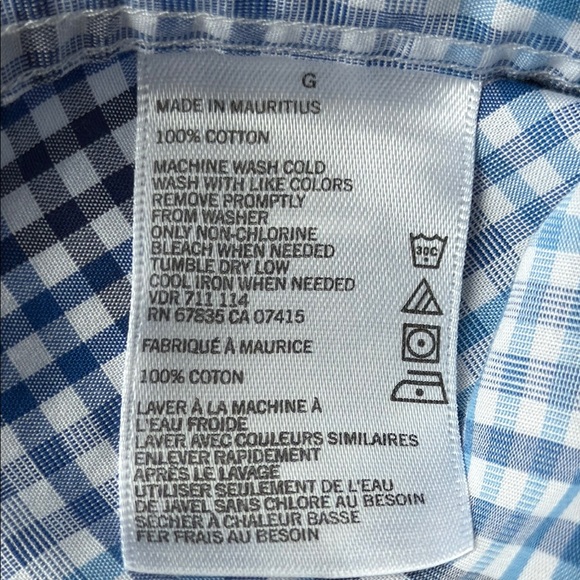 G
MADE IN MAURITIUS
100% COTTON
MACHINE WASH COLD
WASH WITH LIKE COLORS
REMOVE PROMPTLY
FROM WASHER
ONLY NON-CHLORINE
BLEACH WHEN NEEDED
TUMBLE DRY LOW
COOL IRON WHEN NEEDED
VDR 711 114
RN 67835 CA 07415
30C
FABRIQUÉ À MAURICE
100% COTON
LAVER À LA MACHINE À
L'EAU FROIDE
LAVER AVEC COULEURS SIMILAIRES
ENLEVER RAPIDEMENT
APRÈS LE LAVAGE
UTILISER SEULEMENT DE L'EAU
DE JAVEL SANS CHLORE AU BESOIN
SÉCHER À CHALEUR BASSE
FER FRAIS AU BESOIN